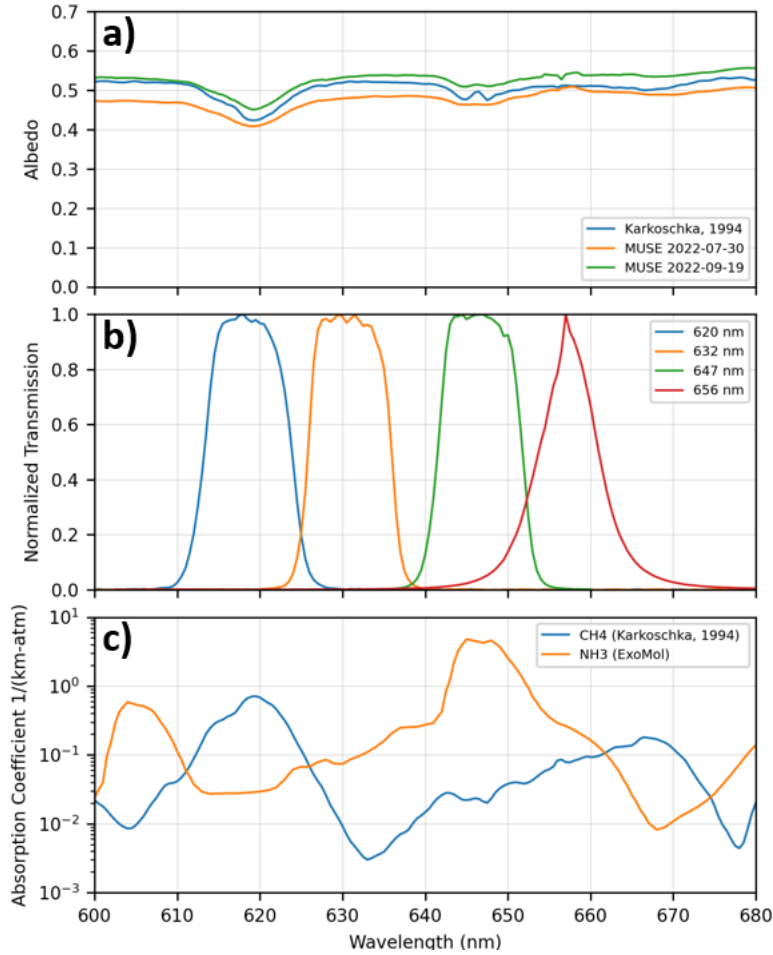 a)
0.7
0.6
0.5
0.4
0.3
0.2
0.1
0.0
Albedo
Karkoschka, 1994
MUSE 2022-07-30
MUSE 2022-09-19
b)
1.0
0.8
0.6
0.4
0.2
0.0
Normalized Transmission
620 nm
632 nm
647 nm
656 nm
c)
10¹
10⁰
10⁻¹
10⁻²
10⁻³
Absorption Coefficient 1/(km-atm)
CH4 (Karkoschka, 1994)
NH3 (ExoMol)
600 610 620 630 640 650 660 670 680
Wavelength (nm)